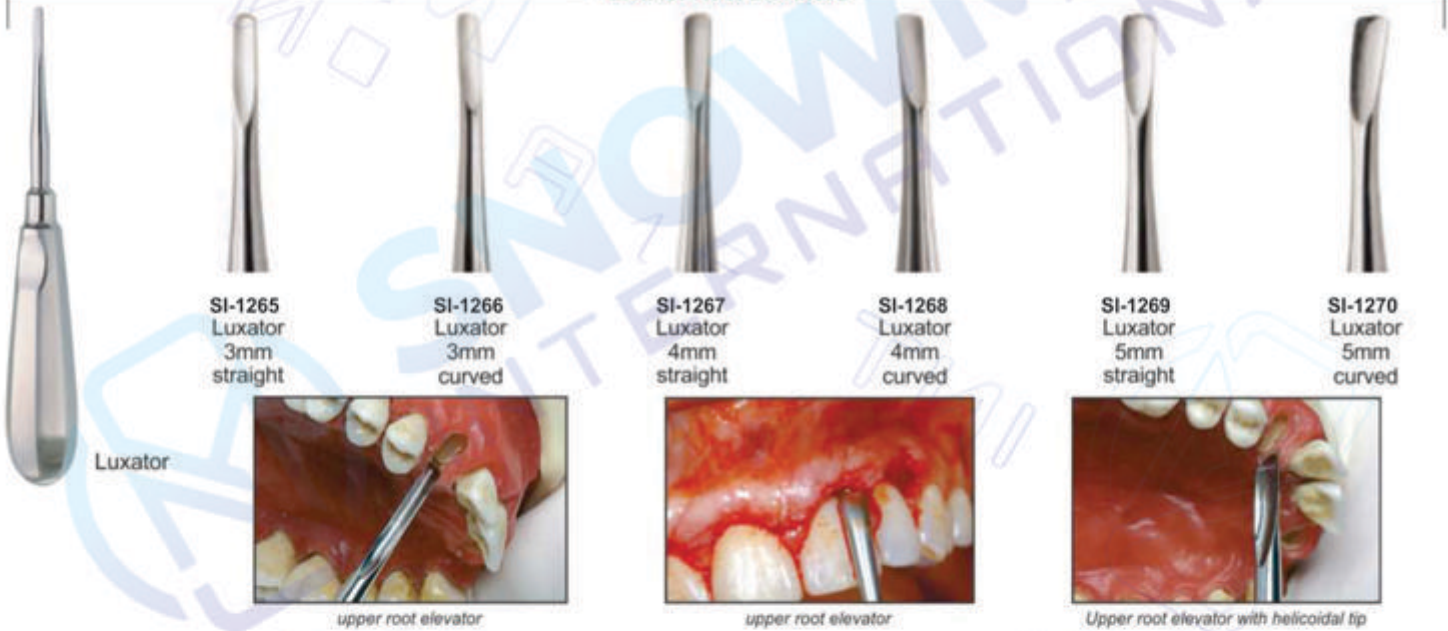 SI-1265
Luxator
3mm
straight
SI-1266
Luxator
3mm
curved
SI-1267
Luxator
4mm
straight
SI-1268
Luxator
4mm
curved
SI-1269
Luxator
5mm
straight
SI-1270
Luxator
5mm
curved
Luxator
upper root elevator
upper root elevator
Upper root elevator with helicoidal tip